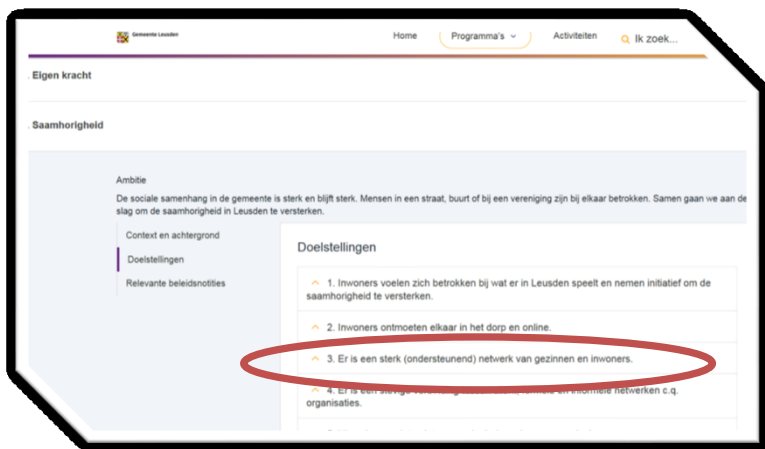 Gemeente Leusden
Home Programma's Activiteiten Ik zoek...
Eigen kracht
Saamhorigheid
Ambitie
De sociale samenhang in de gemeente is sterk en blijft sterk. Mensen in een straat, buurt of bij een vereniging zijn bij elkaar betrokken. Samen gaan we aan de
slag om de saamhorigheid in Leusden te versterken.
Context en achtergrond
Doelstellingen
Relevante beleidsnotities
Doelstellingen
1. Inwoners voelen zich betrokken bij wat er in Leusden speelt en nemen initiatief om de
saamhorigheid te versterken.
2. Inwoners ontmoeten elkaar in het dorp en online.
3. Er is een sterk (ondersteunend) netwerk van gezinnen en inwoners.
4. Er is een informele netwerken c.q.
organisaties.